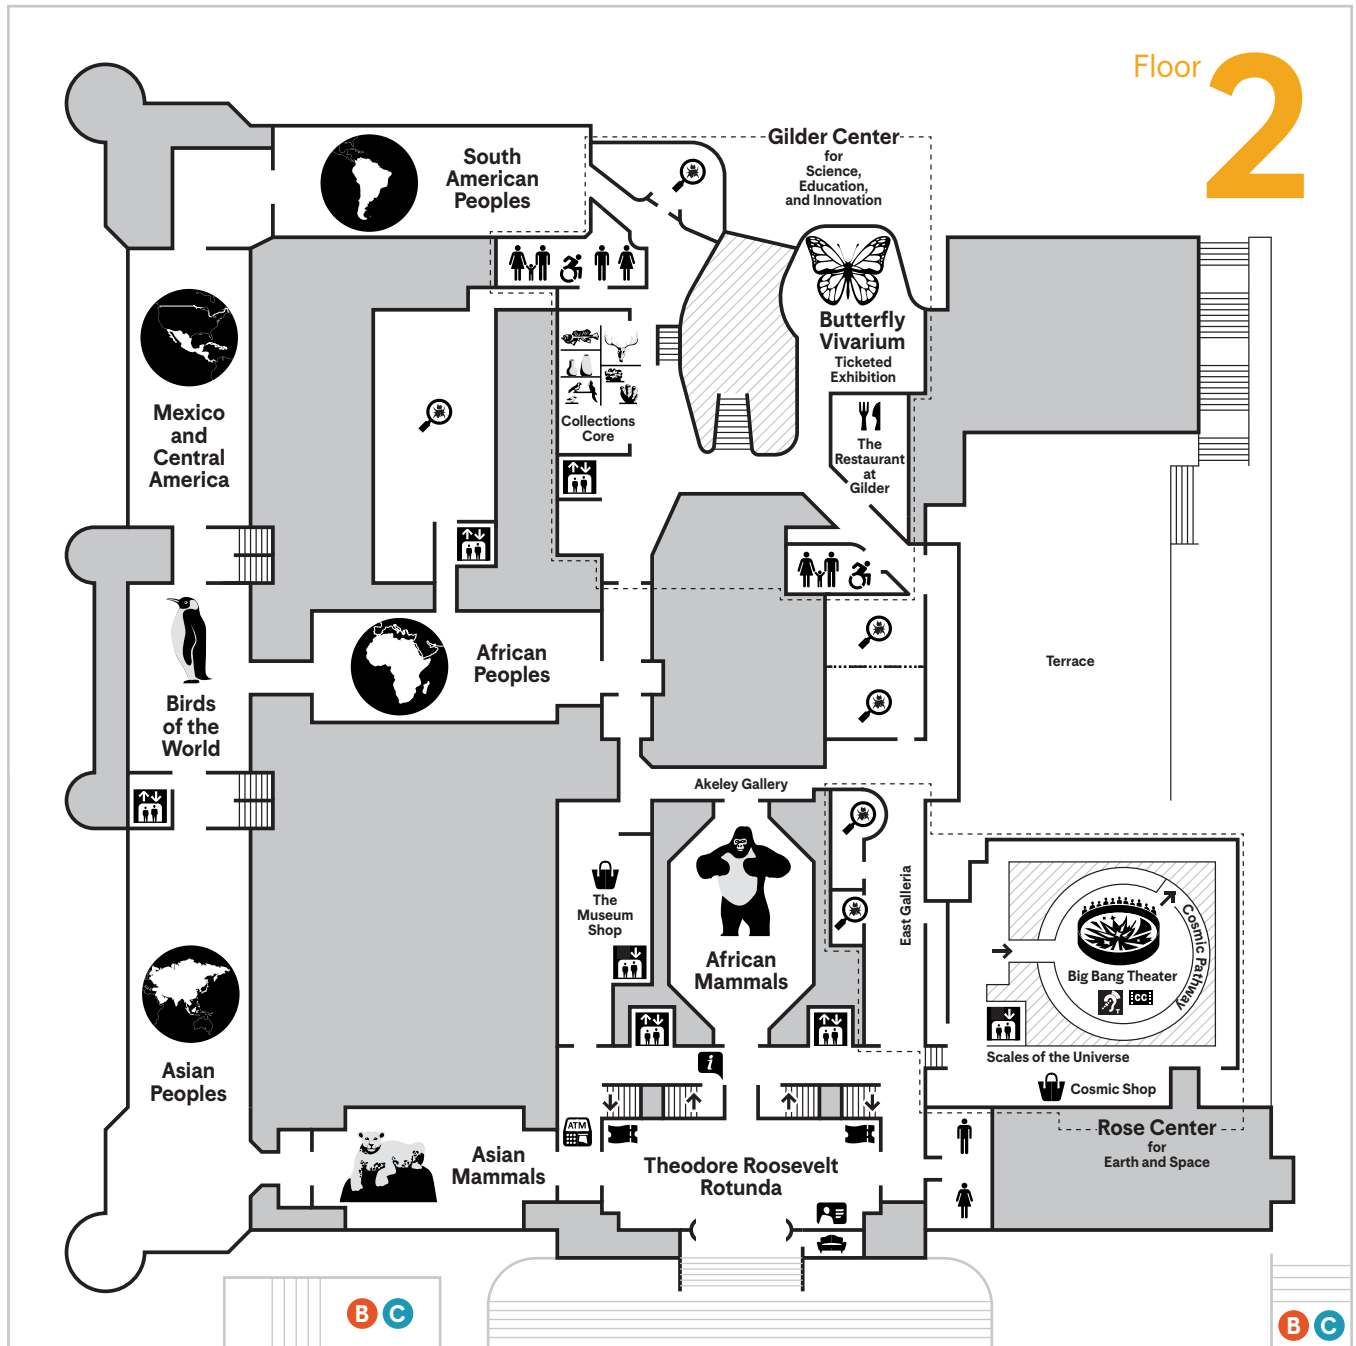 Floor
2
Gilder Center
for
Science,
Education,
and Innovation
South
American
Peoples
Butterfly
Vivarium
Ticketed
Exhibition
Mexico
and
Central
America
Collections
Core
The
Restaurant
at
Gilder
African
Peoples
Terrace
Birds
of the
World
Akeley Gallery
The
Museum
Shop
African
Mammals
East Galleria
Cosmic Pathway
Big Bang Theater
T
CC
Scales of the Universe
Cosmic Shop
Asian
Peoples
i
ATM
Asian
Mammals
Theodore Roosevelt
Rotunda
Rose Center
for
Earth and Space
B C
B C